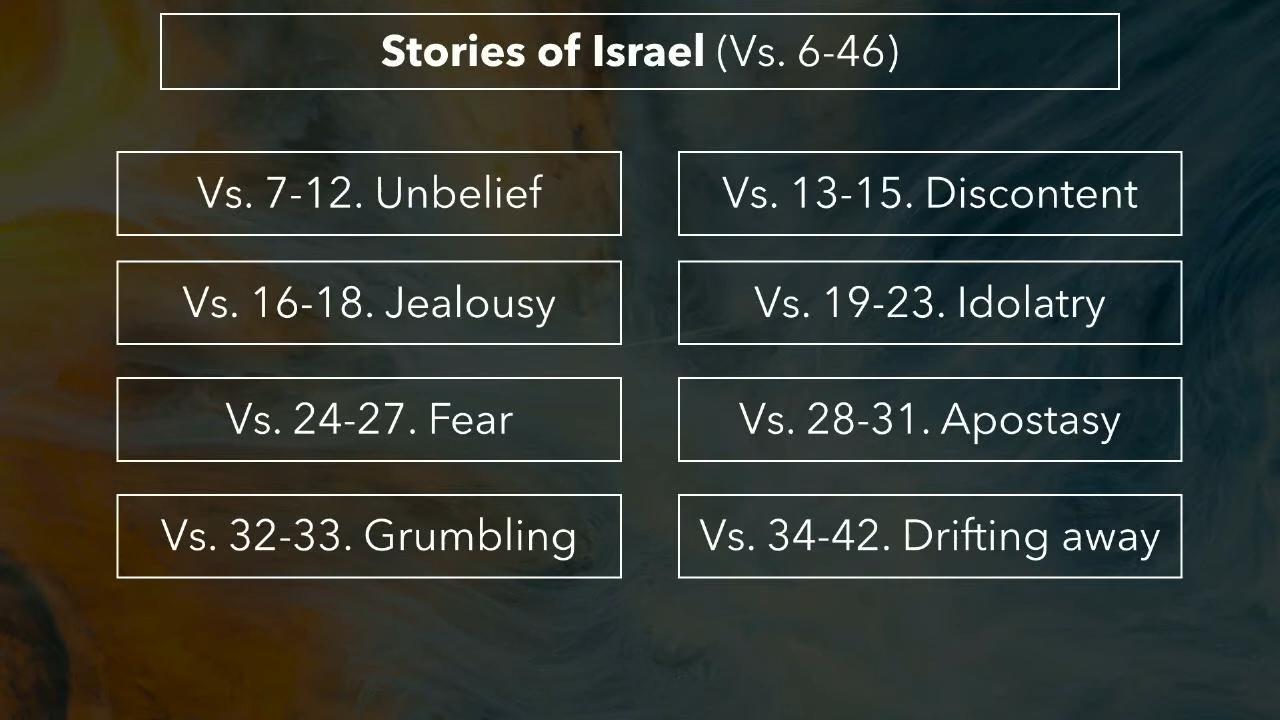 Stories of Israel (Vs. 6-46)
Vs. 7-12. Unbelief
Vs. 13-15. Discontent
Vs. 16-18. Jealousy
Vs. 19-23. Idolatry
Vs. 24-27. Fear
Vs. 28-31. Apostasy
Vs. 32-33. Grumbling
Vs. 34-42. Drifting away